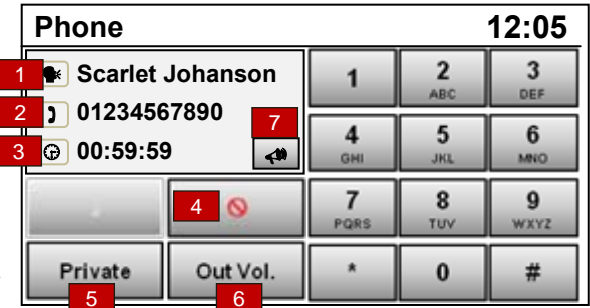 Phone 12:05
1 Scarlet Johanson
2 01234567890
3 00:59:59
7
1
2 ABC
3 DEF
4 GHI
5 JKL
6 MNO
4
7 PQRS
8 TUV
9 WXYZ
Private
Out Vol.
*
0
#
5
6